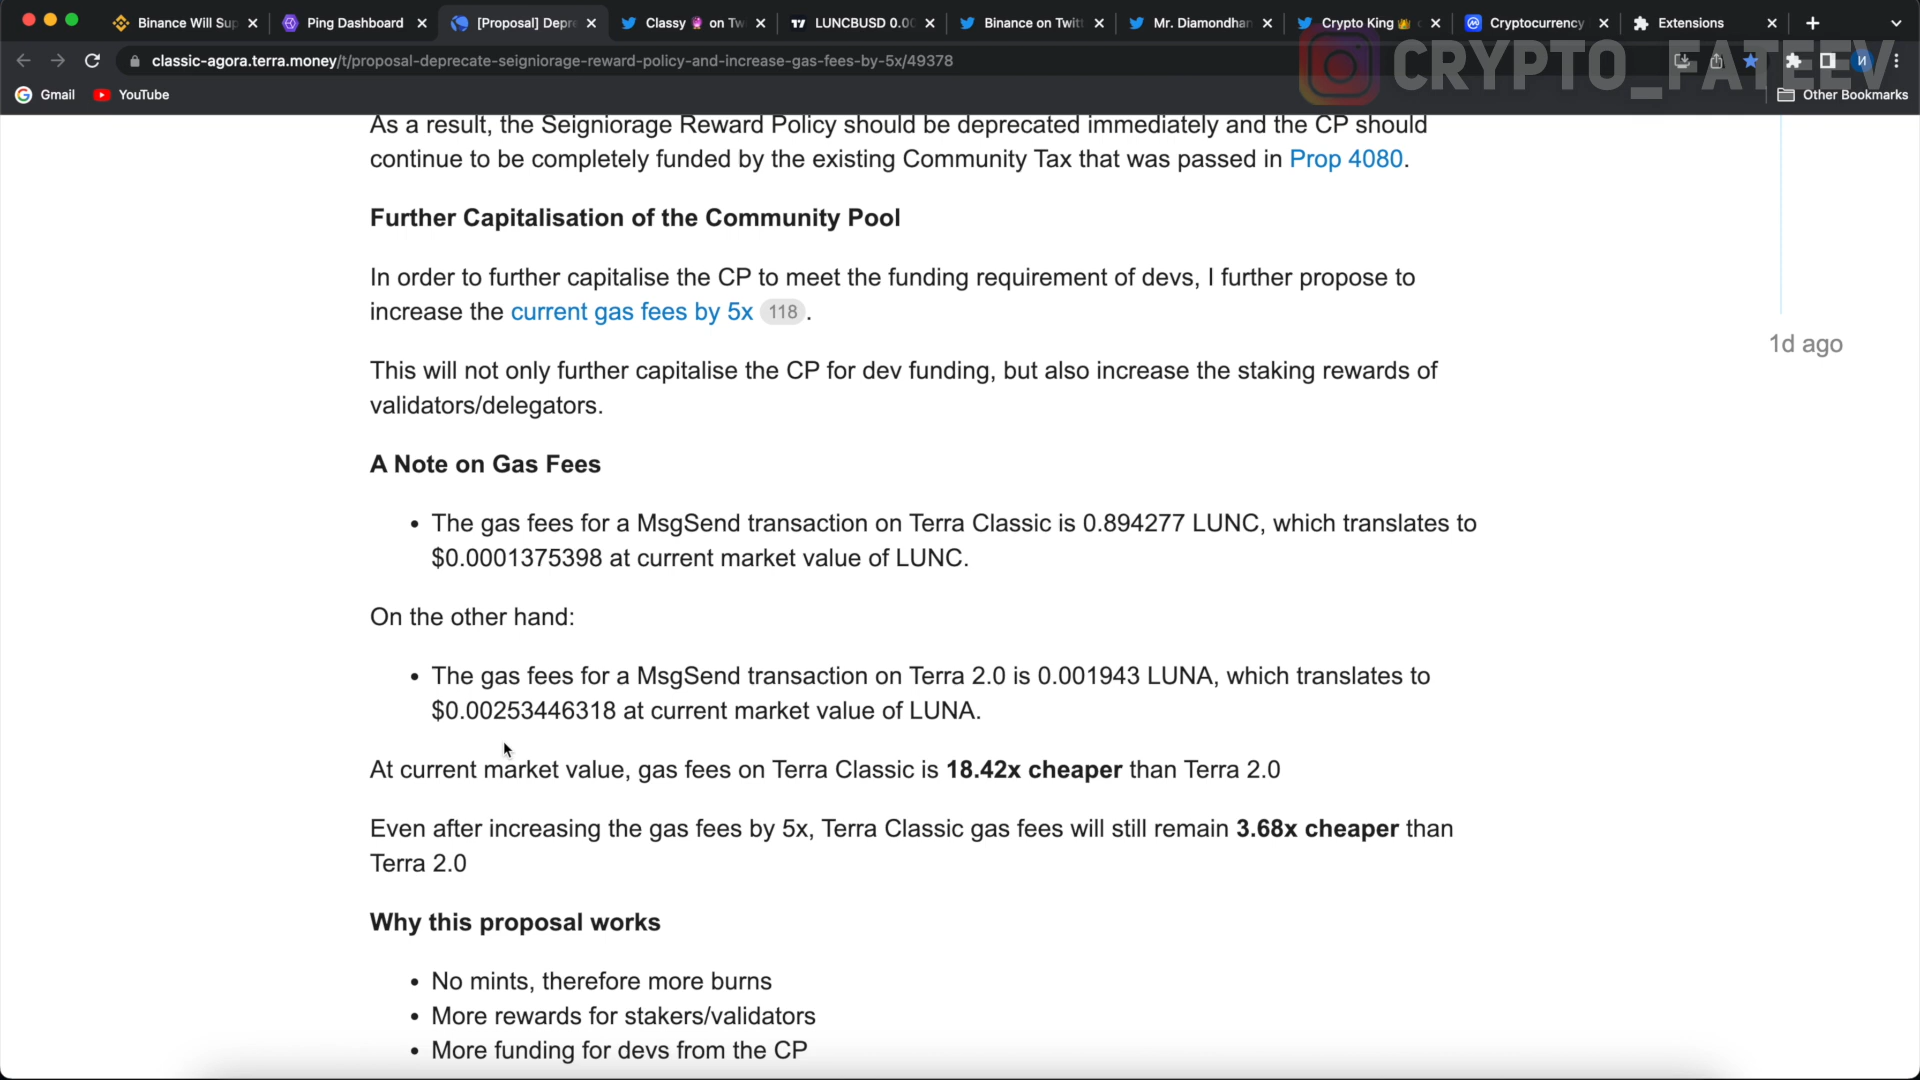 Binance Will Sup
Ping Dashboard
[Proposal] Depre
Classy 🔮 on Tw
LUNCBUSD 0.00
Binance on Twitt
Mr. Diamondhan
Crypto King👑
Cryptocurrency
Extensions
classic-agora.terra.money/t/proposal-deprecate-seigniorage-reward-policy-and-increase-gas-fees-by-5x/49378
CRYPTO_FATEEV
Gmail
YouTube
Other Bookmarks
As a result, the Seigniorage Reward Policy should be deprecated immediately and the CP should
continue to be completely funded by the existing Community Tax that was passed in Prop 4080.
Further Capitalisation of the Community Pool
In order to further capitalise the CP to meet the funding requirement of devs, I further propose to
increase the current gas fees by 5x 118 .
1d ago
This will not only further capitalise the CP for dev funding, but also increase the staking rewards of
validators/delegators.
A Note on Gas Fees
• The gas fees for a MsgSend transaction on Terra Classic is 0.894277 LUNC, which translates to
$0.0001375398 at current market value of LUNC.
On the other hand:
• The gas fees for a MsgSend transaction on Terra 2.0 is 0.001943 LUNA, which translates to
$0.00253446318 at current market value of LUNA.
At current market value, gas fees on Terra Classic is 18.42x cheaper than Terra 2.0
Even after increasing the gas fees by 5x, Terra Classic gas fees will still remain 3.68x cheaper than
Terra 2.0
Why this proposal works
• No mints, therefore more burns
• More rewards for stakers/validators
• More funding for devs from the CP